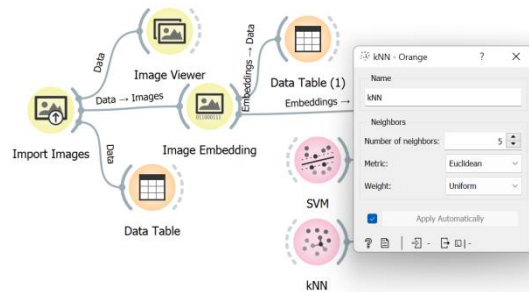 Data
Image Viewer
Data → Images
Import Images
Image Embedding
011000111
Embeddings → Data
Data Table (1)
Embeddings →
Data
Data Table
SVM
kNN
kNN - Orange
?
Name
kNN
Neighbors
Number of neighbors: 5
Metric: Euclidean
Weight: Uniform
Apply Automatically
?